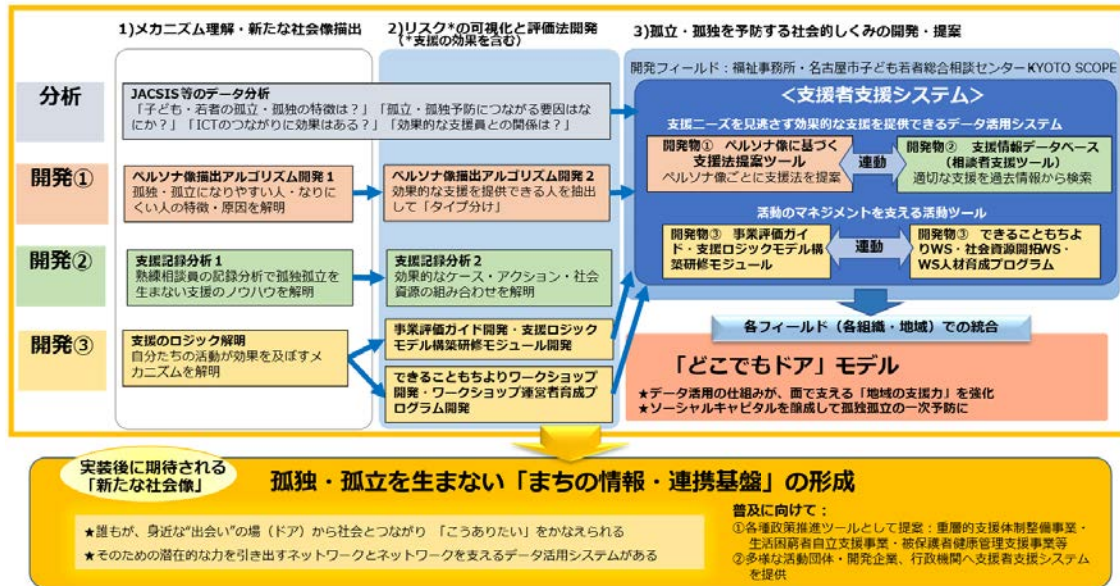 1)メカニズム理解・新たな社会像描出
2)リスク*の可視化と評価法開発
(*支援の効果を含む)
3)孤立・孤独を予防する社会的しくみの開発・提案
開発フィールド：福祉事務所・名古屋市子ども若者総合相談センターKYOTO SCOPE
分析
JACSIS等のデータ分析
「子ども・若者の孤立・孤独の特徴は？」「孤立・孤独予防につながる要因はな
にか？」「ICTのつながりに効果はある？」「効果的な支援員との関係は？」
＜支援者支援システム＞
支援ニーズを見逃さず効果的な支援を提供できるデータ活用システム
開発物① ペルソナ像に基づく
支援法提案ツール
ペルソナ像ごとに支援法を提案
連動
開発物② 支援情報データベース
(相談者支援ツール)
適切な支援を過去情報から検索
活動のマネジメントを支える活動ツール
開発物③ 事業評価ガイ
ド・支援ロジックモデル構
築研修モジュール
連動
開発物③ できることもちよ
りWS・社会資源開拓WS・
WS人材育成プログラム
開発①
ペルソナ像描出アルゴリズム開発１
孤独・孤立になりやすい人・なりに
くい人の特徴・原因を解明
ペルソナ像描出アルゴリズム開発２
効果的な支援を提供できる人を抽出
して「タイプ分け」
開発②
支援記録分析１
熟練相談員の記録分析で孤独孤立を
生まない支援のノウハウを解明
支援記録分析２
効果的なケース・アクション・社会
資源の組み合わせを解明
開発③
支援のロジック解明
自分たちの活動が効果を及ぼすメ
カニズムを解明
事業評価ガイド開発・支援ロジック
モデル構築研修モジュール開発
できることもちよりワークショップ
開発・ワークショップ運営者育成プ
ログラム開発
各フィールド（各組織・地域）での統合
「どこでもドア」モデル
★データ活用の仕組みが、面で支える「地域の支援力」を強化
★ソーシャルキャピタルを醸成して孤独孤立の一次予防に
実装後に期待される
「新たな社会像」
孤独・孤立を生まない「まちの情報・連携基盤」の形成
★誰もが、身近な“出会い”の場（ドア）から社会とつながり 「こうありたい」をかなえられる
★そのための潜在的な力を引き出すネットワークとネットワークを支えるデータ活用システムがある
普及に向けて：
①各種政策推進ツールとして提案：重層的支援体制整備事業・
生活困窮者自立支援事業・被保護者健康管理支援事業等
②多様な活動団体・開発企業、行政機関へ支援者支援システム
を提供